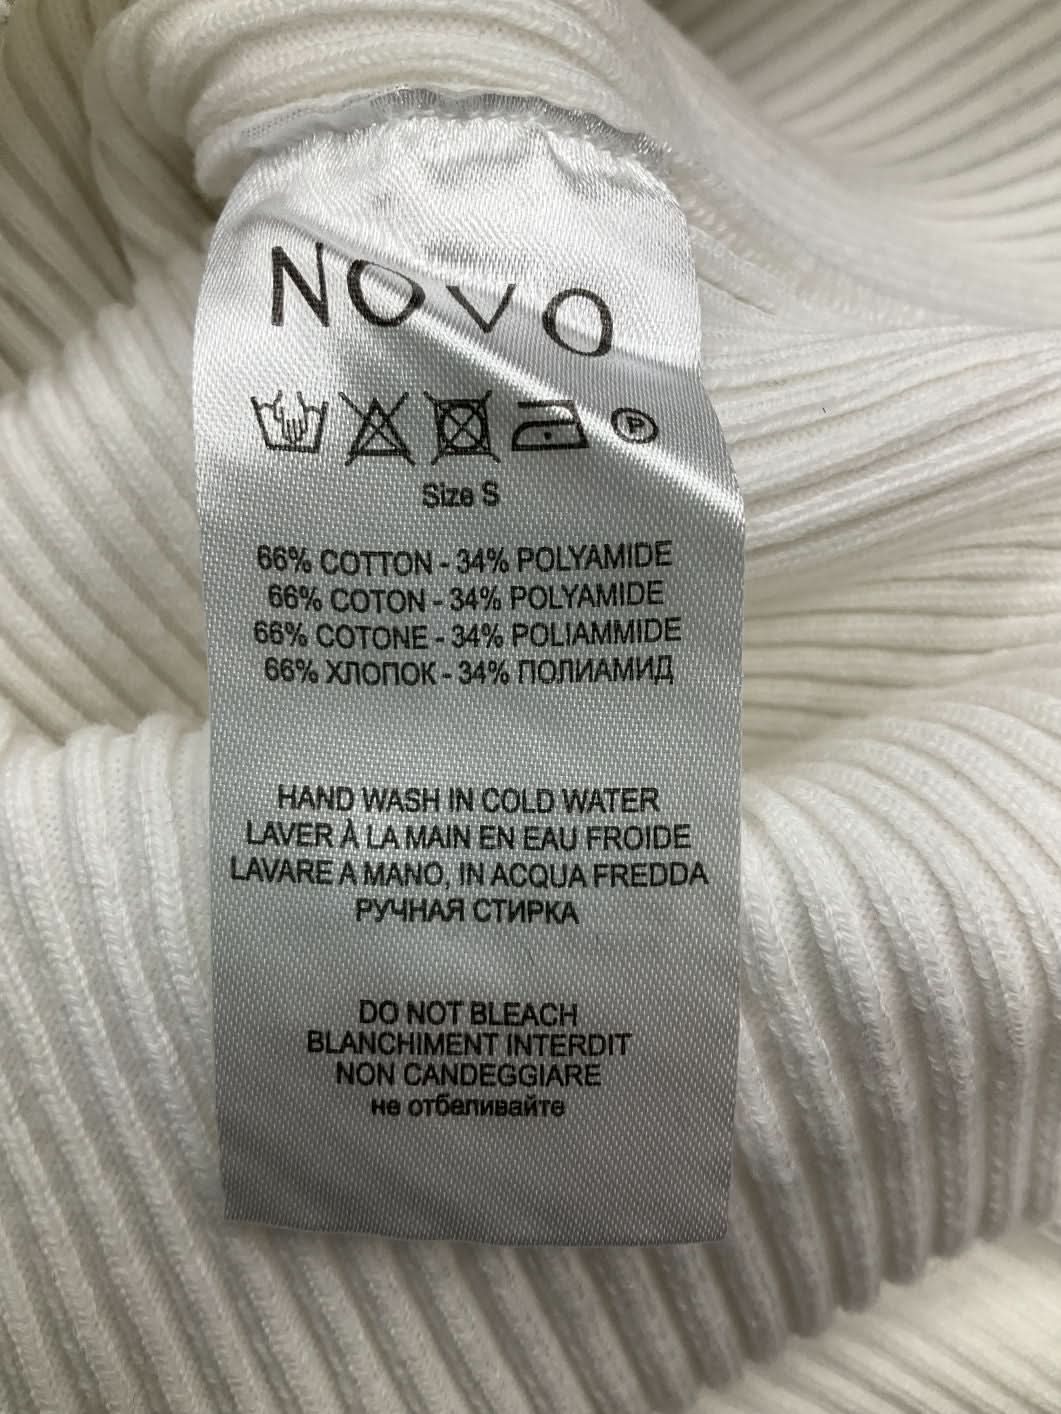 NOVO
P
Size S
66% COTTON - 34% POLYAMIDE
66% COTON - 34% POLYAMIDE
66% COTONE - 34% POLIAMMIDE
66% ХЛОПОК - 34% ПОЛИАМИД
HAND WASH IN COLD WATER
LAVER À LA MAIN EN EAU FROIDE
LAVARE A MANO, IN ACQUA FREDDA
РУЧНАЯ СТИРКА
DO NOT BLEACH
BLANCHIMENT INTERDIT
NON CANDEGGIARE
не отбеливайте